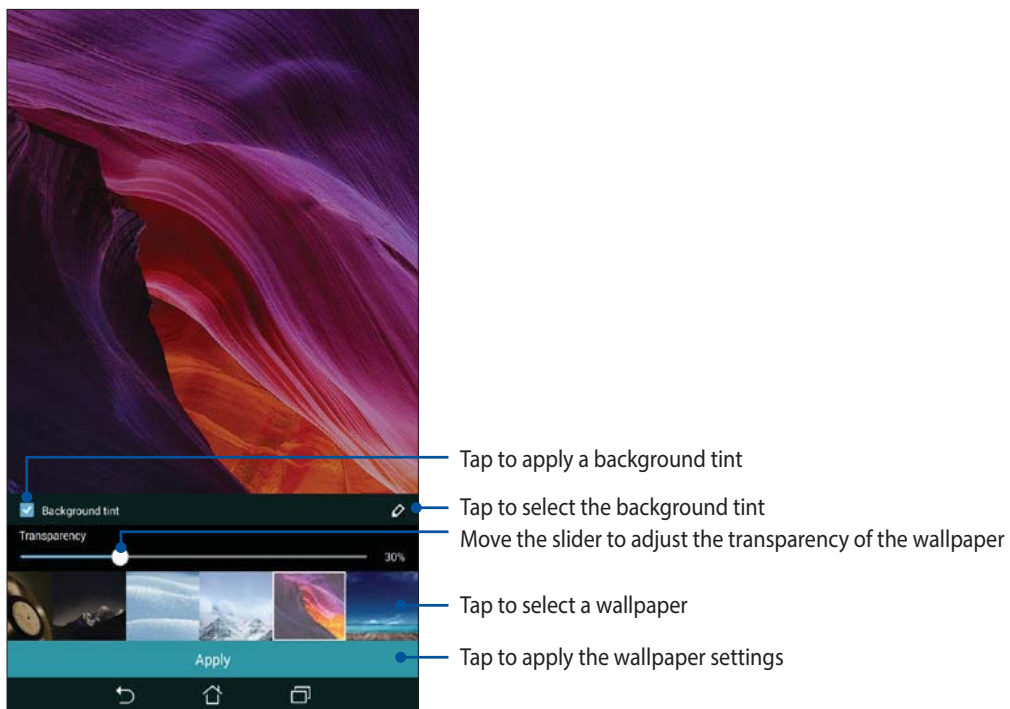 Tap to apply a background tint
Background tint
Tap to select the background tint
Transparency
Move the slider to adjust the transparency of the wallpaper
30%
Tap to select a wallpaper
Apply
Tap to apply the wallpaper settings